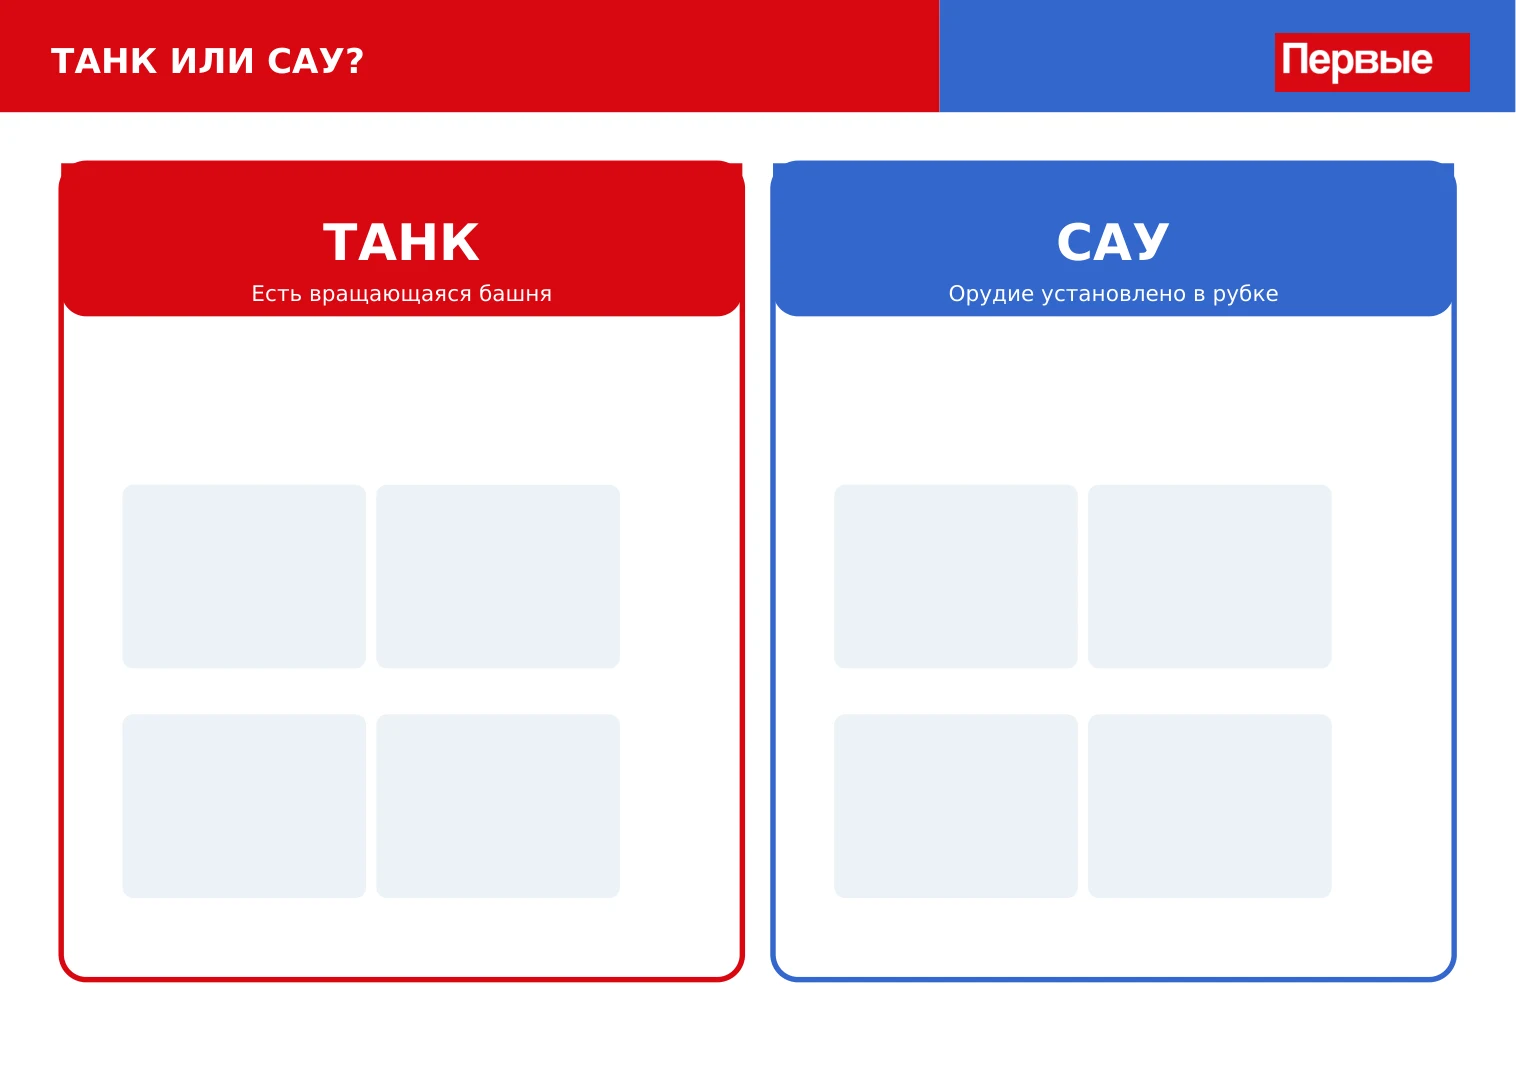 ТАНК ИЛИ САУ?
Первые
ТАНК
Есть вращающаяся башня
САУ
Орудие установлено в рубке